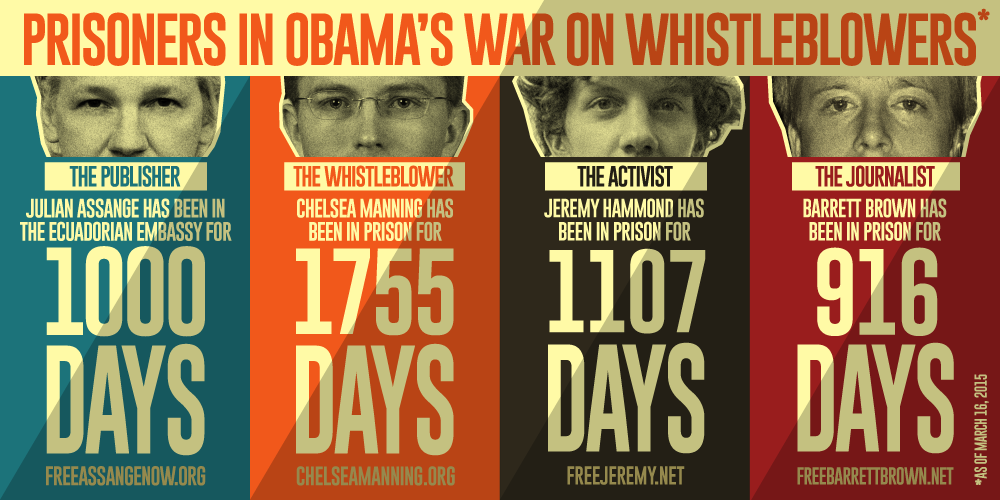 PRISONERS IN OBAMA'S WAR ON WHISTLEBLOWERS*
THE PUBLISHER
JULIAN ASSANGE HAS BEEN IN
THE ECUADORIAN EMBASSY FOR
1000
DAYS
FREEASSANGENOW.ORG
THE WHISTLEBLOWER
CHELSEA MANNING HAS
BEEN IN PRISON FOR
1755
DAYS
CHELSEAMANNING.ORG
THE ACTIVIST
JEREMY HAMMOND HAS
BEEN IN PRISON FOR
1107
DAYS
FREEJEREMY.NET
THE JOURNALIST
BARRETT BROWN HAS
BEEN IN PRISON FOR
916
DAYS
FREEBARRETTBROWN.NET
*AS OF MARCH 16, 2015